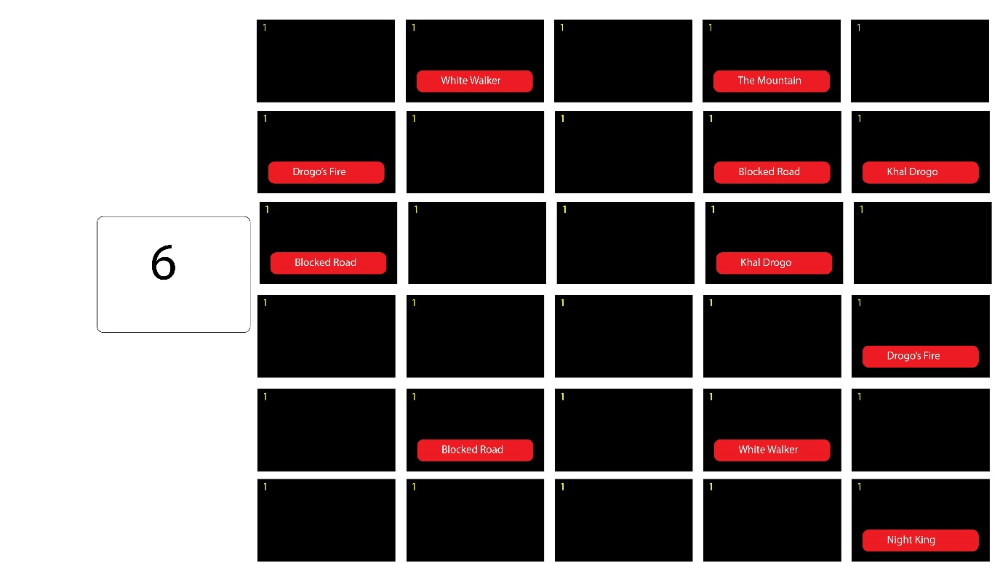 1 1 1 1 1
White Walker The Mountain
1 1 1 1 1
Drogo's Fire Blocked Road Khal Drogo
1 1 1 1 1
6
Blocked Road Khal Drogo
1 1 1 1 1
Drogo's Fire
1 1 1 1 1
Blocked Road White Walker
1 1 1 1 1
Night King